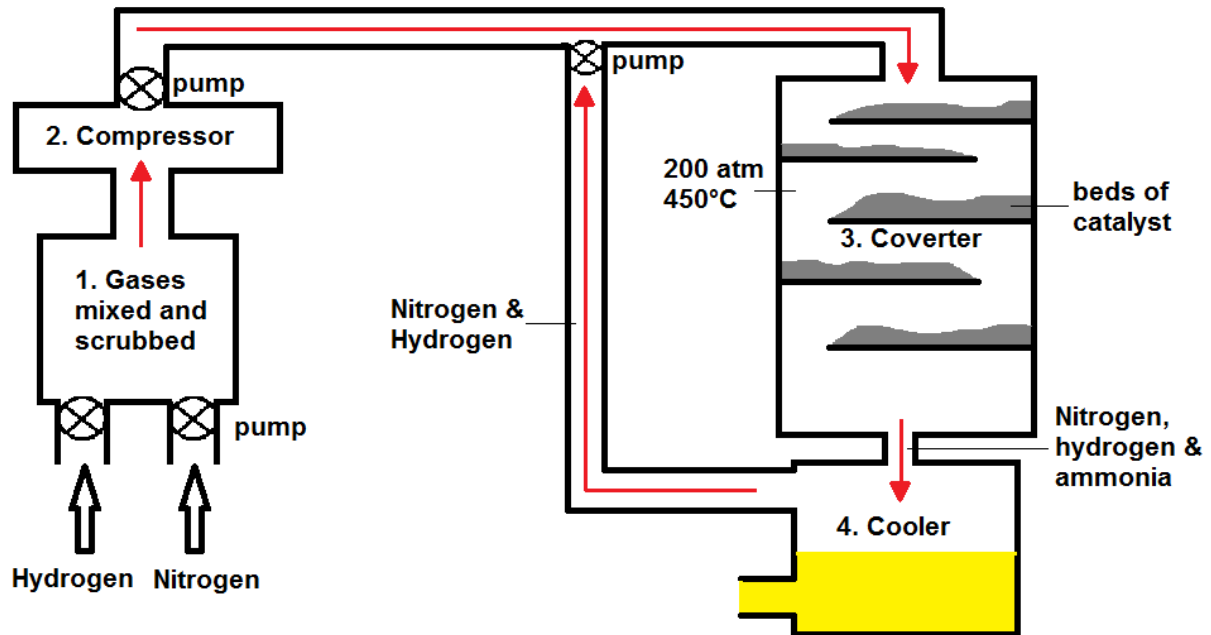 pump
pump
2. Compressor
200 atm
450°C
beds of
catalyst
3. Coverter
1. Gases
mixed and
scrubbed
Nitrogen &
Hydrogen
pump
Nitrogen,
hydrogen &
ammonia
4. Cooler
Hydrogen
Nitrogen